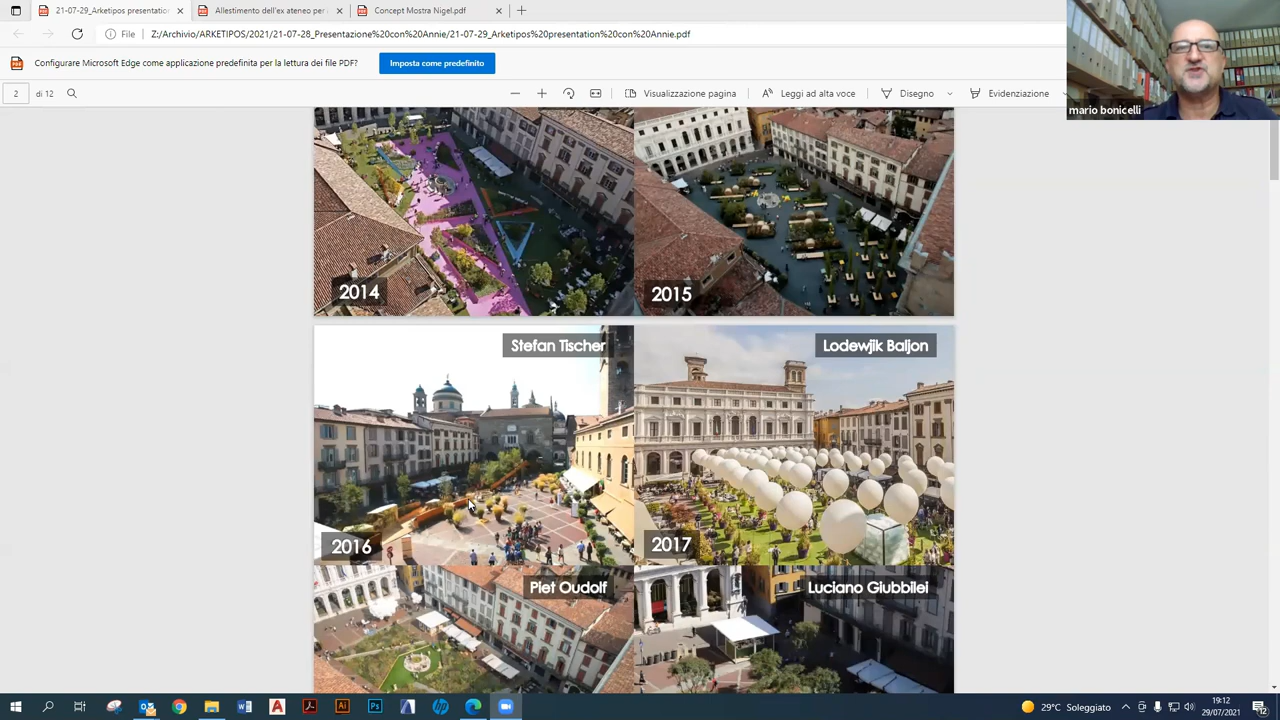 21-07-29_Arketipos presentation
Allestimento dell'ex ateneo per
Concept Mostra Nigel.pdf
File
Z:/Archivio/ARKETIPOS/2021/21-07-28_Presentazione%20con%20Annie/21-07-29_Arketipos%20presentation%20con%20Annie.pdf
Configurare Microsoft Edge come applicazione predefinita per la lettura dei file PDF?
Imposta come predefinito
2
di 12
Visualizzazione pagina
Leggi ad alta voce
Disegno
Evidenziazione
mario bonicelli
2014
2015
Stefan Tischer
Lodewjik Baljon
2016
2017
Piet Oudolf
Luciano Giubbilei
29°C Soleggiato
19:12
29/07/2021
12